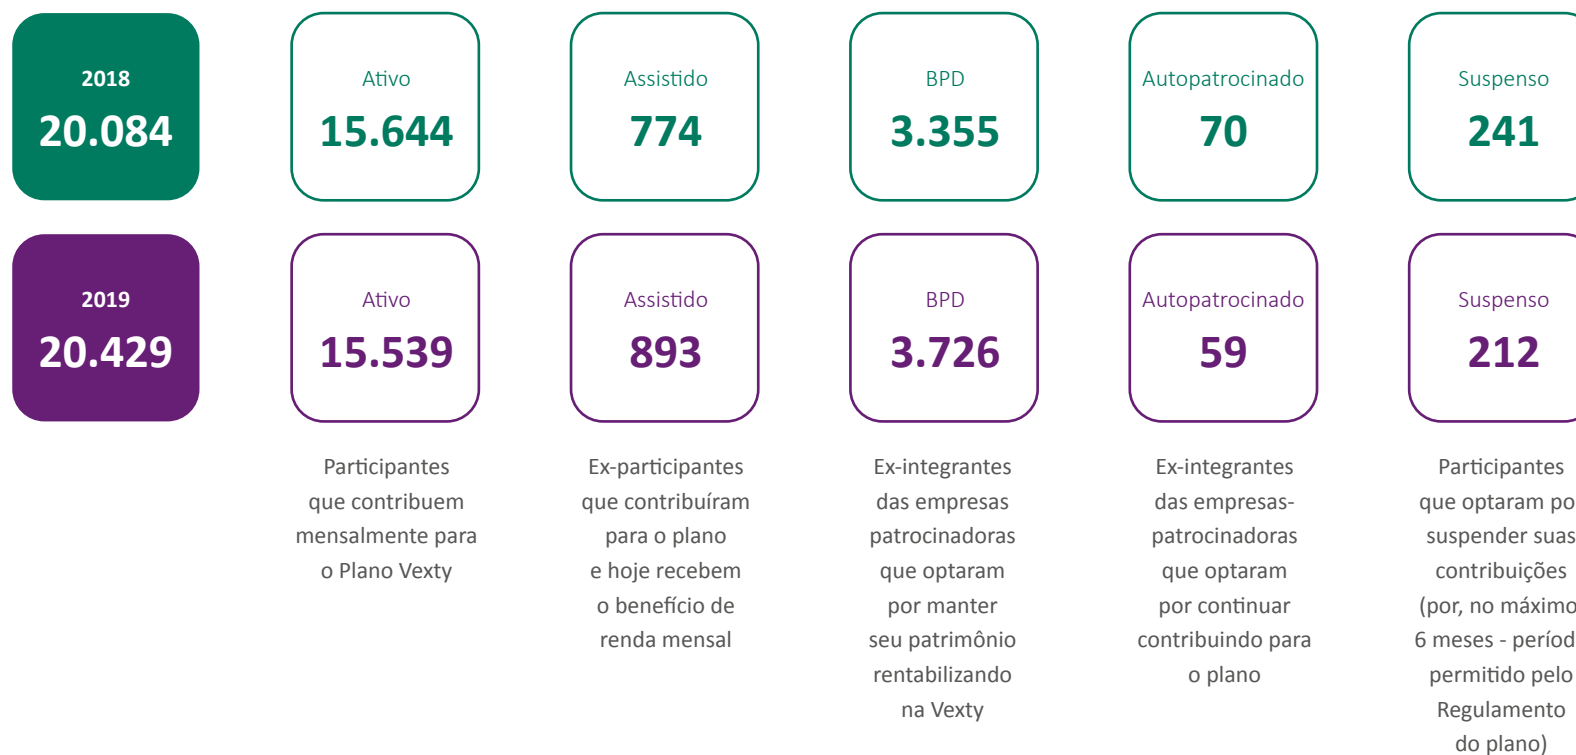 2018
20.084
Ativo
15.644
Assistido
774
BPD
3.355
Autopatrocinado
70
Suspenso
241
2019
20.429
Ativo
15.539
Assistido
893
BPD
3.726
Autopatrocinado
59
Suspenso
212
Participantes
que contribuem
mensalmente para
o Plano Vexty
Ex-participantes
que contribuíram
para o plano
e hoje recebem
o benefício de
renda mensal
Ex-integrantes
das empresas
patrocinadoras
que optaram
por manter
seu patrimônio
rentabilizando
na Vexty
Ex-integrantes
das empresas-
patrocinadoras
que optaram
por continuar
contribuindo para
o plano
Participantes
que optaram po
suspender suas
contribuições
(por, no máximo
6 meses - períod
permitido pelo
Regulamento
do plano)